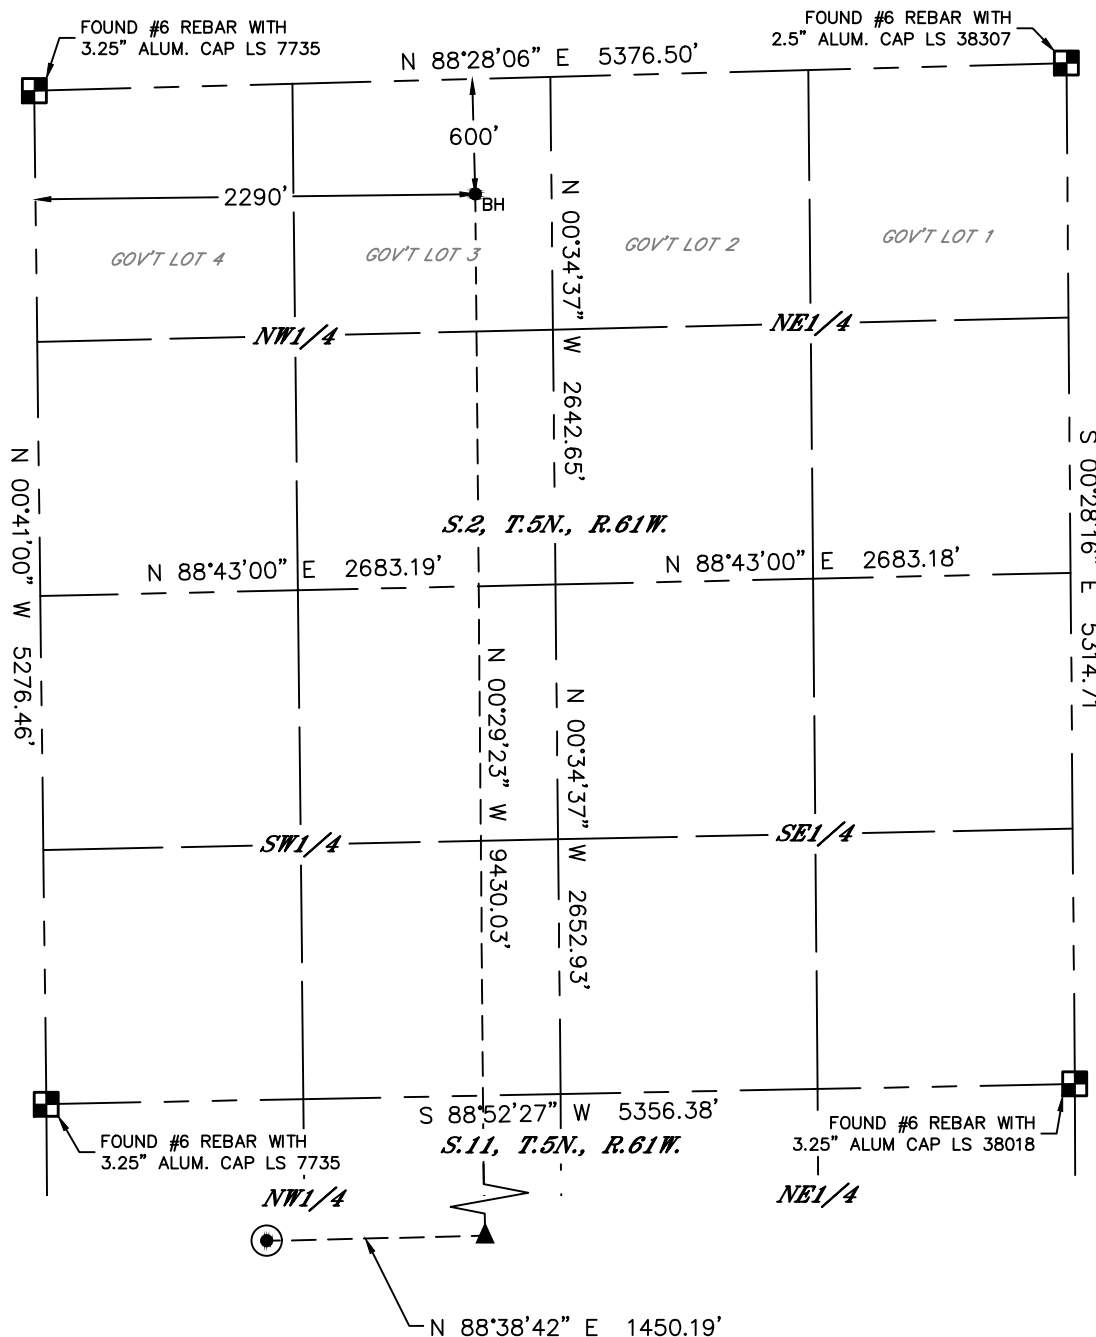 FOUND #6 REBAR WITH
3.25" ALUM. CAP LS 7735
FOUND #6 REBAR WITH
2.5" ALUM. CAP LS 38307
N 88°28'06" E 5376.50'
600'
2290'
BH
GOV'T LOT 4
GOV'T LOT 3
GOV'T LOT 2
GOV'T LOT 1
N 00°34'37" W 2642.65'
NW1/4
NE1/4
N 00°41'00" W 5276.46'
S 00°28'16" E 5314.71'
S.2, T.5N., R.61W.
N 88°43'00" E 2683.19'
N 88°43'00" E 2683.18'
N 00°29'23" W 9430.03'
N 00°34'37" W 2652.93'
SW1/4
SE1/4
S 88°52'27" W 5356.38'
FOUND #6 REBAR WITH
3.25" ALUM. CAP LS 7735
FOUND #6 REBAR WITH
3.25" ALUM CAP LS 38018
S.11, T.5N., R.61W.
NW1/4
NE1/4
N 88°38'42" E 1450.19'